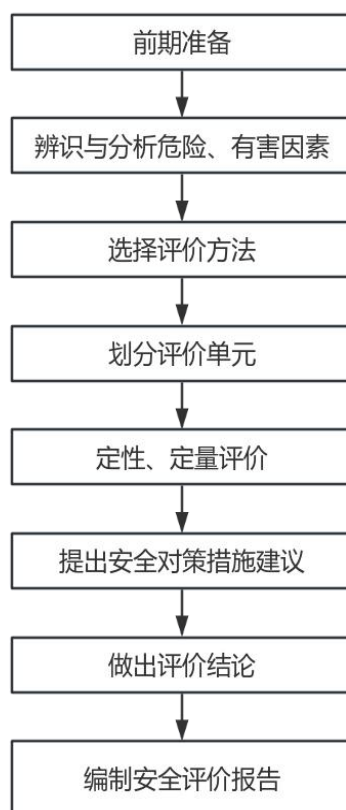 前期准备
辨识与分析危险、有害因素
选择评价方法
划分评价单元
定性、定量评价
提出安全对策措施建议
做出评价结论
编制安全评价报告